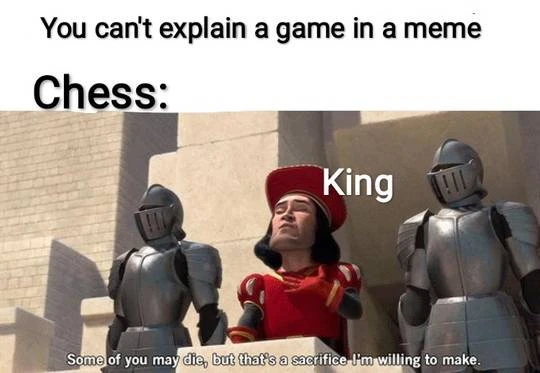 You can't explain a game in a meme
Chess:
King
Some of you may die, but that's a sacrifice I'm willing to make.